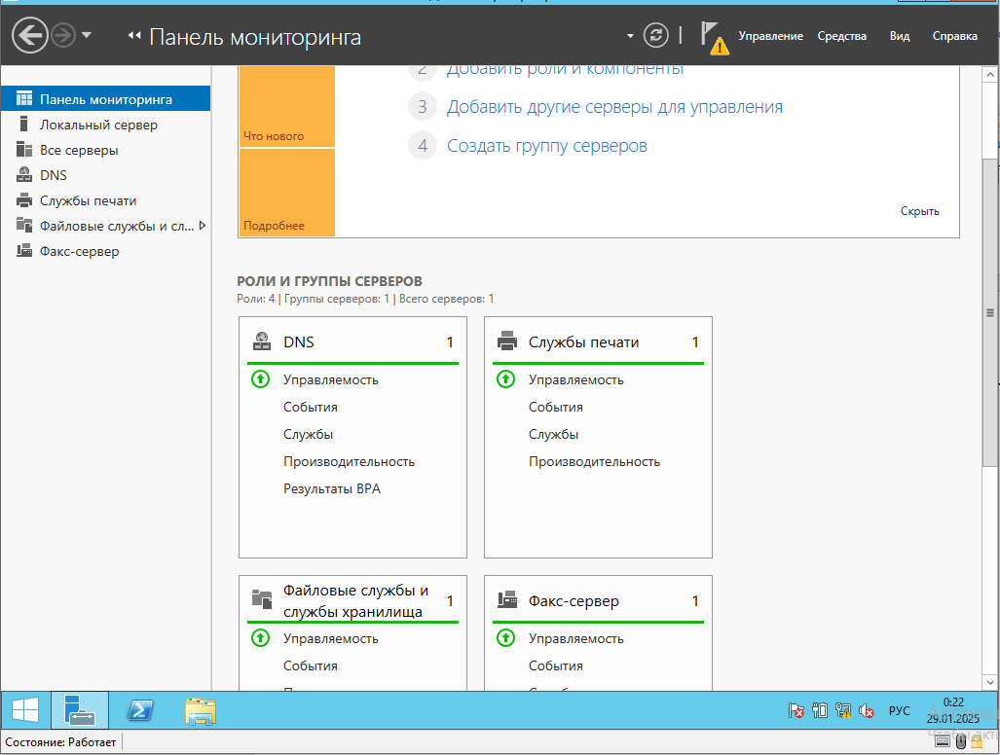 Панель мониторинга
Управление Средства Вид Справка
Панель мониторинга
Локальный сервер
Все серверы
DNS
Службы печати
Файловые службы и сл...
Факс-сервер
2 Добавить роли и компоненты
3 Добавить другие серверы для управления
4 Создать группу серверов
Что нового
Подробнее
Скрыть
РОЛИ И ГРУППЫ СЕРВЕРОВ
Роли: 4 | Группы серверов: 1 | Всего серверов: 1
DNS 1
Управляемость
События
Службы
Производительность
Результаты BPA
Службы печати 1
Управляемость
События
Службы
Производительность
Файловые службы и
службы хранилища 1
Управляемость
События
Факс-сервер 1
Управляемость
События
РУС
0:22
29.01.2025
Состояние: Работает